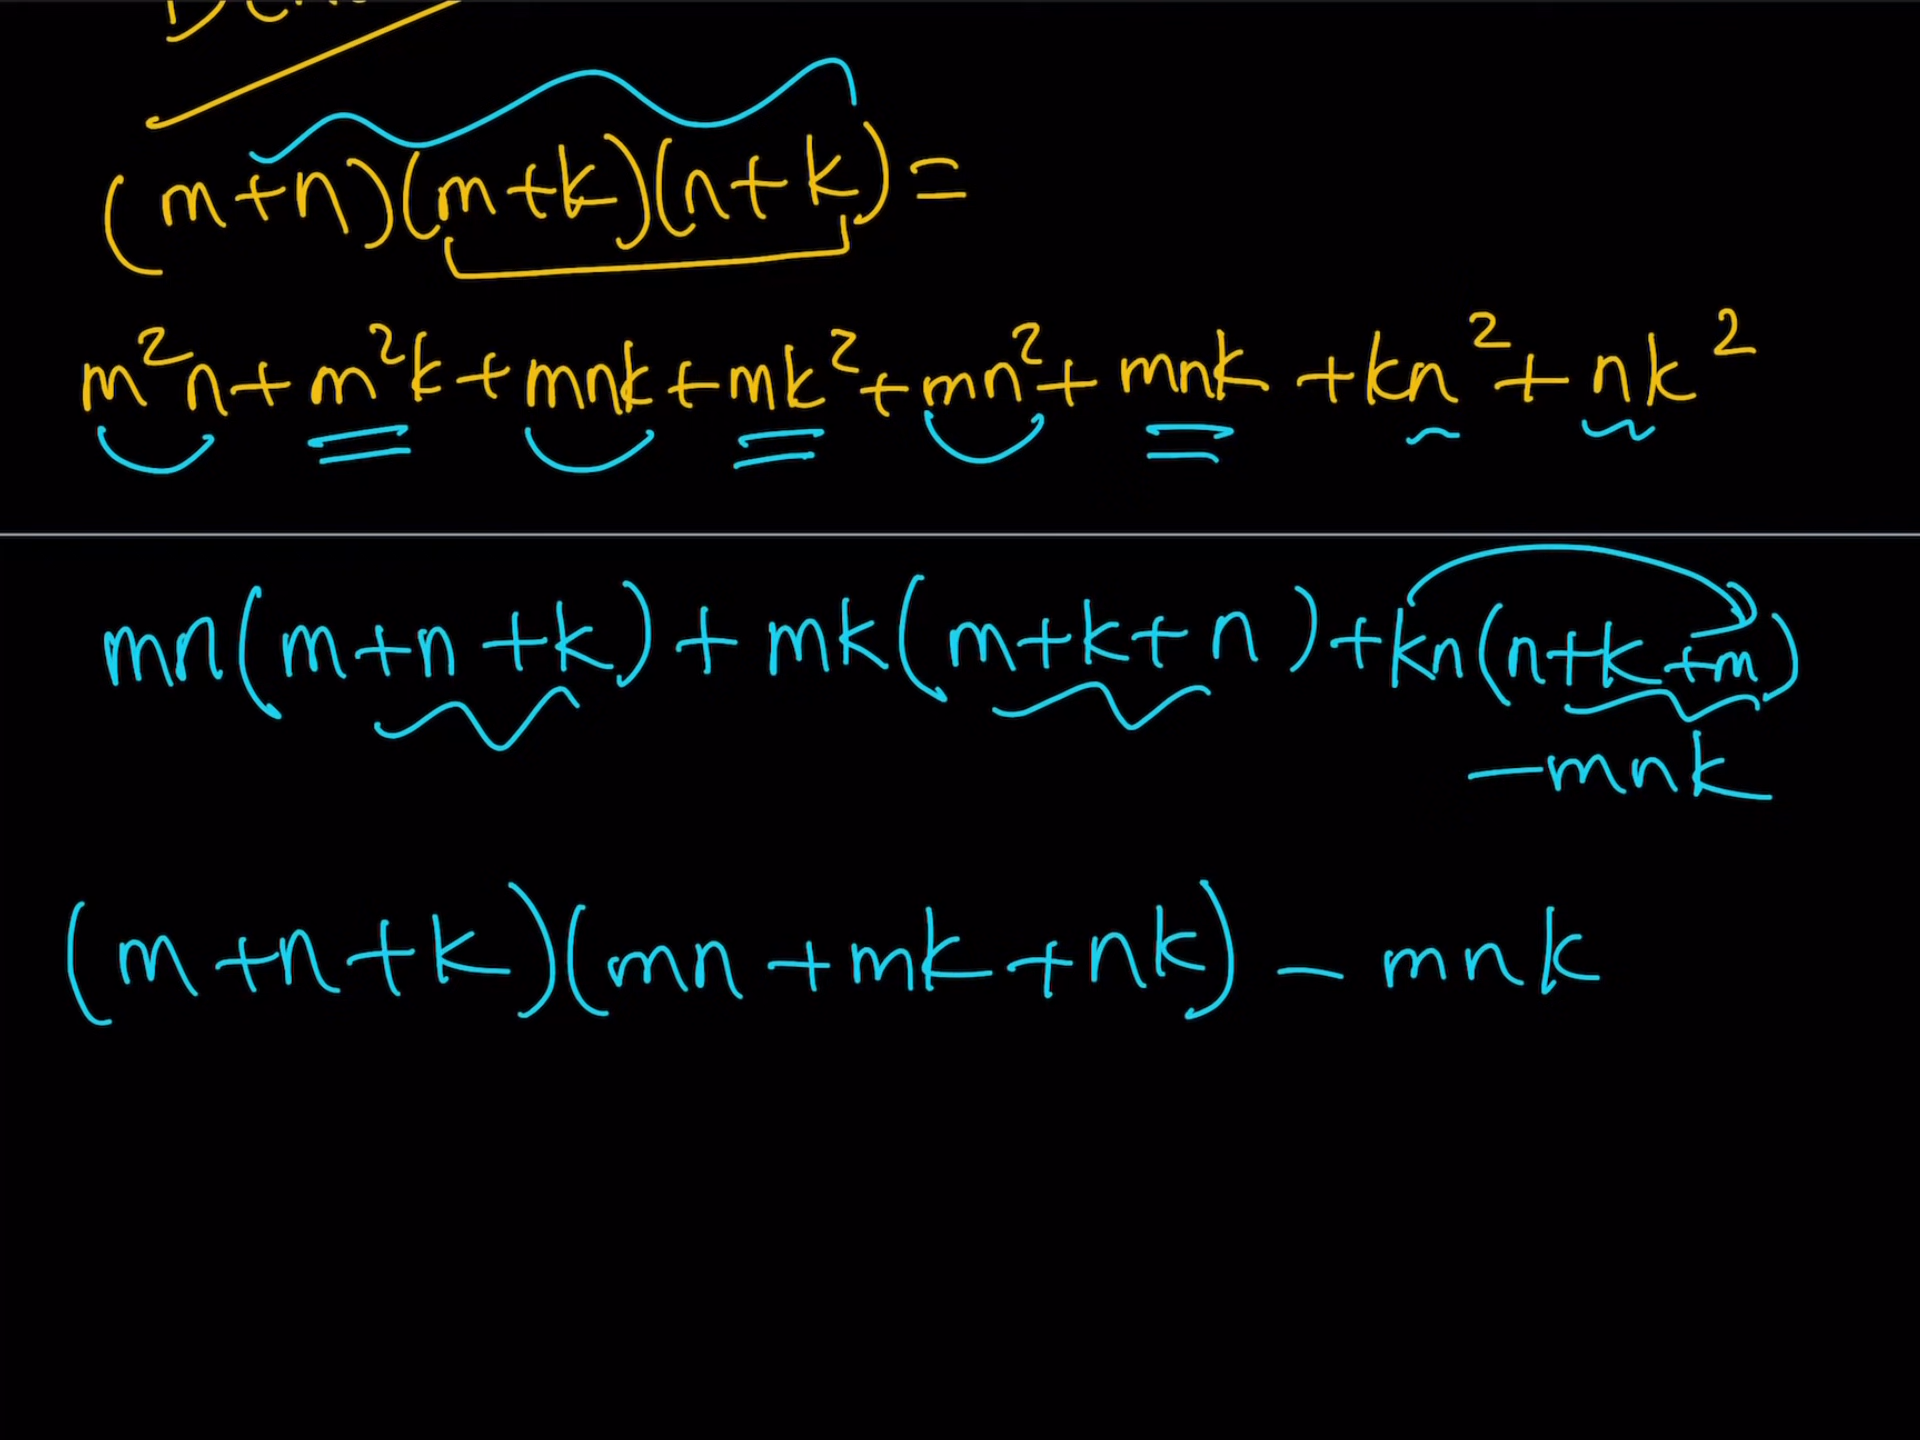 (m+n)(m+k)(n+k)=
m²n+m²k+mnk+mk²+mn²+mnk+kn²+nk²
mn(m+n+k)+mk(m+k+n)+kn(n+k+m)
-mnk
(m+n+k)(mn+mk+nk)-mnk